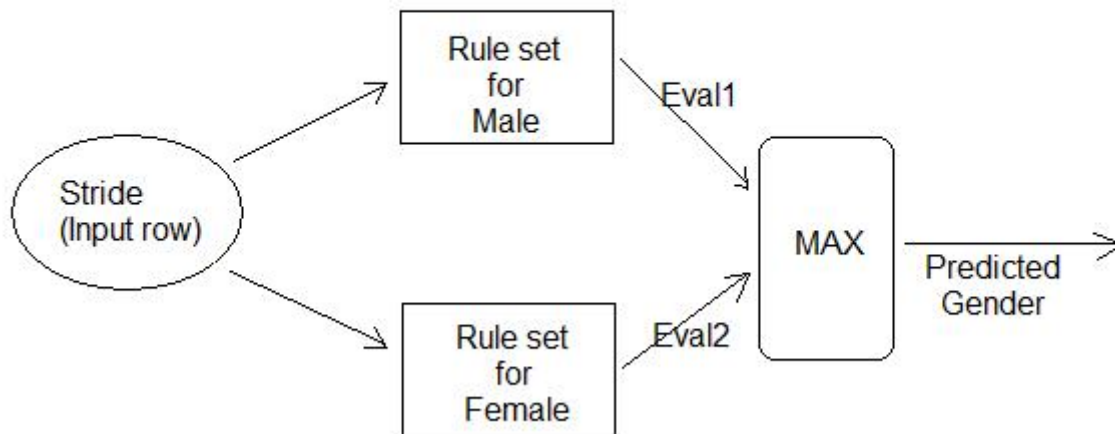 Stride
(Input row)
Rule set
for
Male
Eval1
Rule set
for
Female
Eval2
MAX
Predicted
Gender